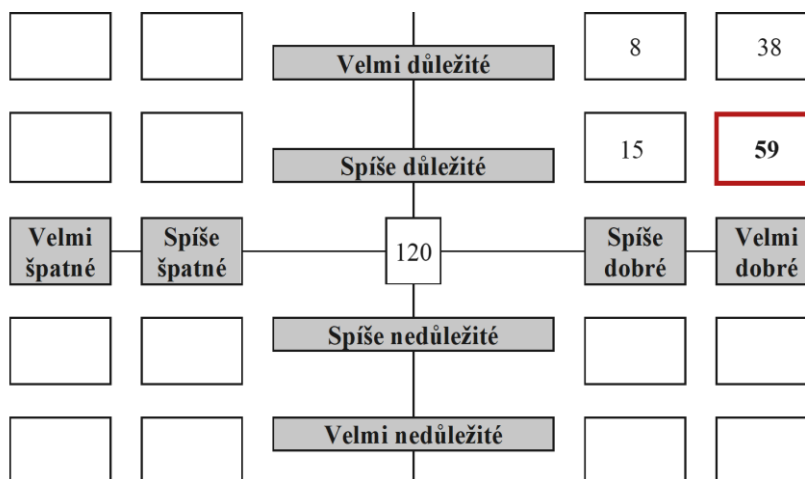 8 38
Velmi důležité
15 59
Spíše důležité
Velmi špatné Spíše špatné 120 Spíše dobré Velmi dobré
Spíše nedůležité
Velmi nedůležité